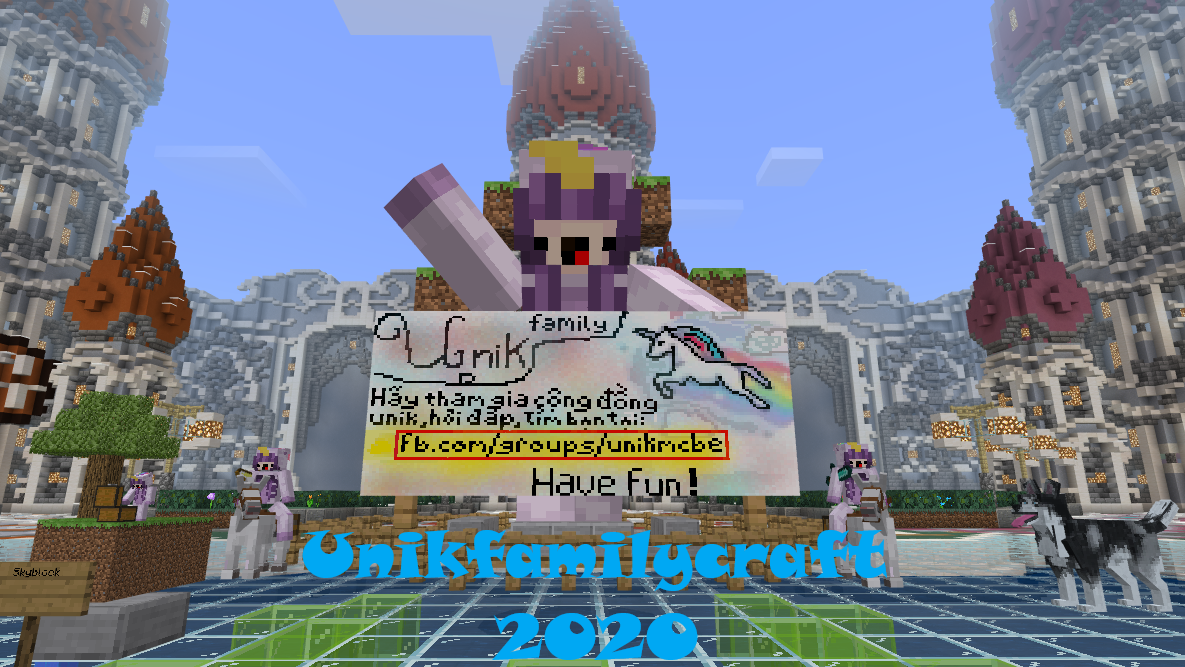 Unik family
Hãy tham gia cộng đồng
unik, hỏi đáp, tìm bạn tại:
fb.com/groups/unikmcbe
Have fun!
Skyblock
Unikfamilycraft
2020